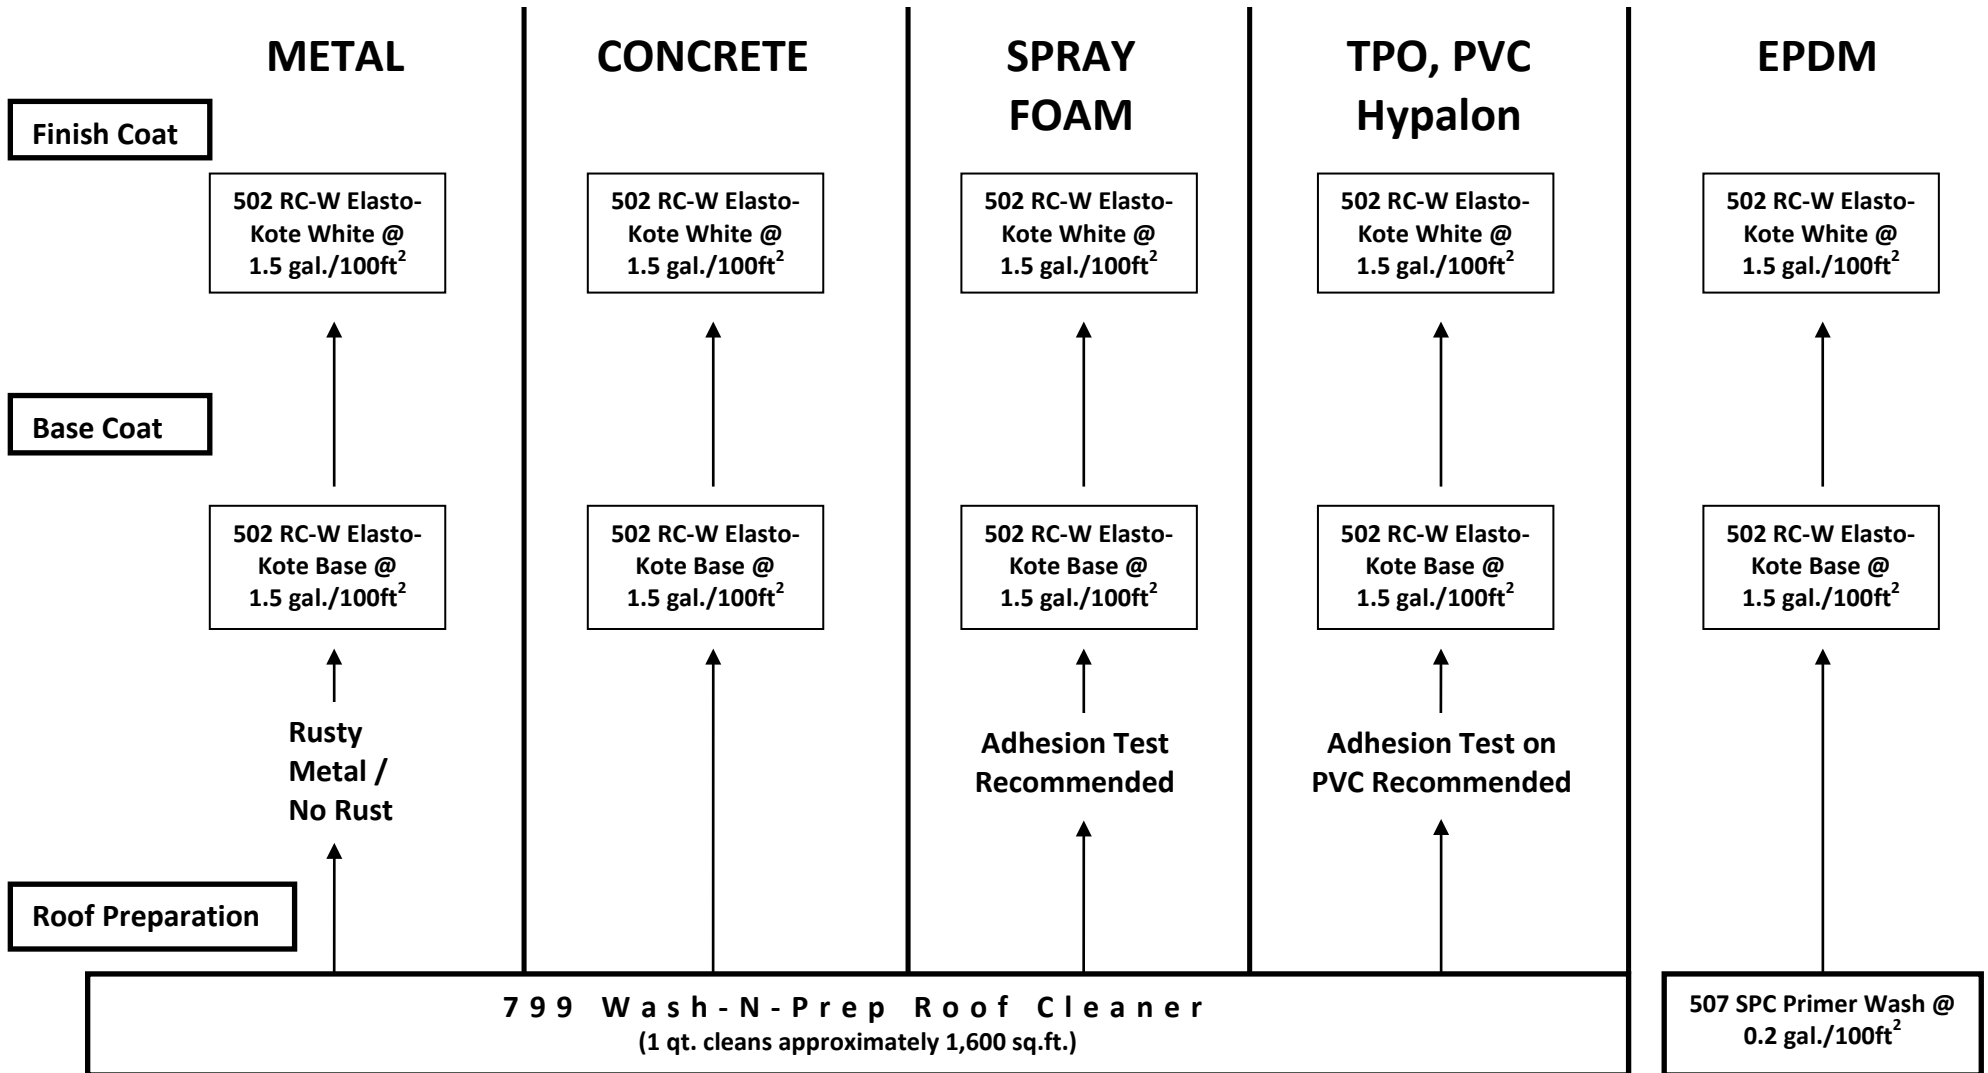 METAL
CONCRETE
SPRAY
FOAM
TPO, PVC
Hypalon
EPDM
Finish Coat
502 RC-W Elasto-
Kote White @
1.5 gal./100ft²
502 RC-W Elasto-
Kote White @
1.5 gal./100ft²
502 RC-W Elasto-
Kote White @
1.5 gal./100ft²
502 RC-W Elasto-
Kote White @
1.5 gal./100ft²
502 RC-W Elasto-
Kote White @
1.5 gal./100ft²
Base Coat
502 RC-W Elasto-
Kote Base @
1.5 gal./100ft²
502 RC-W Elasto-
Kote Base @
1.5 gal./100ft²
502 RC-W Elasto-
Kote Base @
1.5 gal./100ft²
502 RC-W Elasto-
Kote Base @
1.5 gal./100ft²
502 RC-W Elasto-
Kote Base @
1.5 gal./100ft²
Rusty
Metal /
No Rust
Adhesion Test
Recommended
Adhesion Test on
PVC Recommended
Roof Preparation
799 Wash-N-Prep Roof Cleaner
(1 qt. cleans approximately 1,600 sq.ft.)
507 SPC Primer Wash @
0.2 gal./100ft²